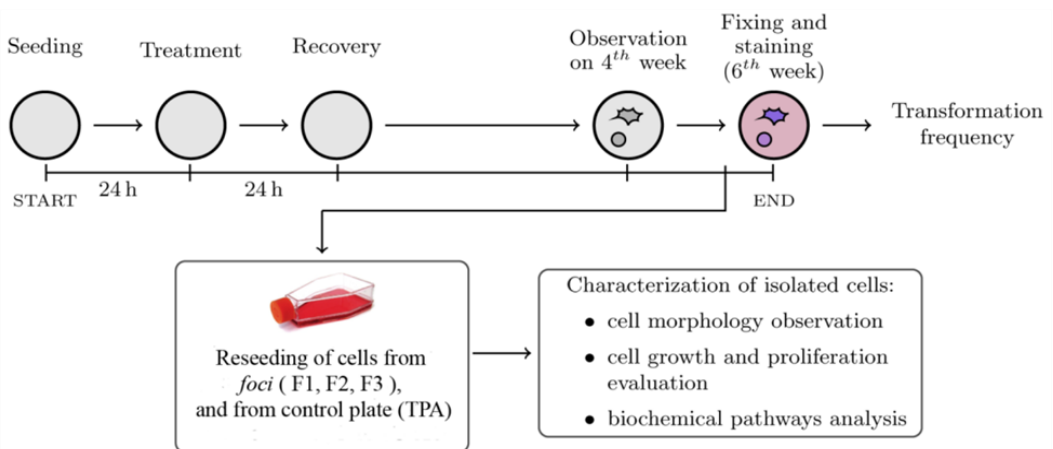 Seeding
Treatment
Recovery
Observation
on 4th week
Fixing and
staining
(6th week)
Transformation
frequency
START
24 h
24 h
END
Reseeding of cells from
foci ( F1, F2, F3 ),
and from control plate (TPA)
Characterization of isolated cells:
• cell morphology observation
• cell growth and proliferation
evaluation
• biochemical pathways analysis